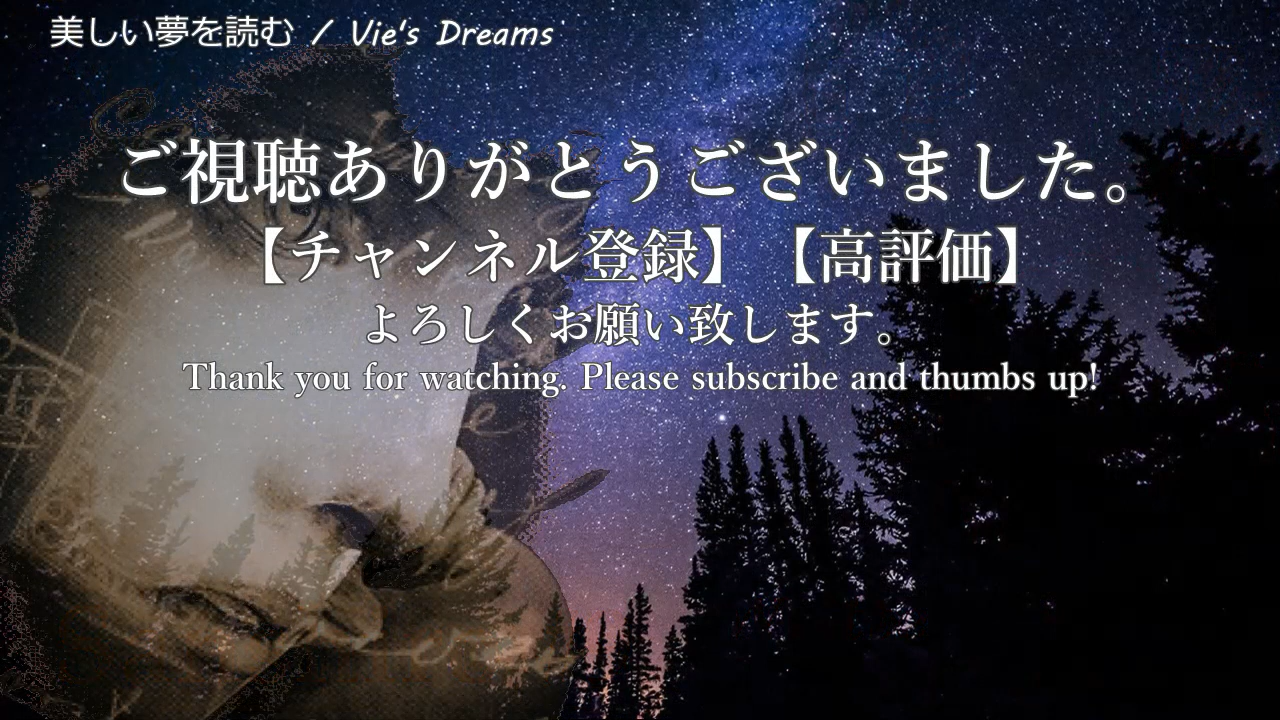 美しい夢を読む / Vie's Dreams
ご視聴ありがとうございました。
【チャンネル登録】【高評価】
よろしくお願い致します。
Thank you for watching. Please subscribe and thumbs up!